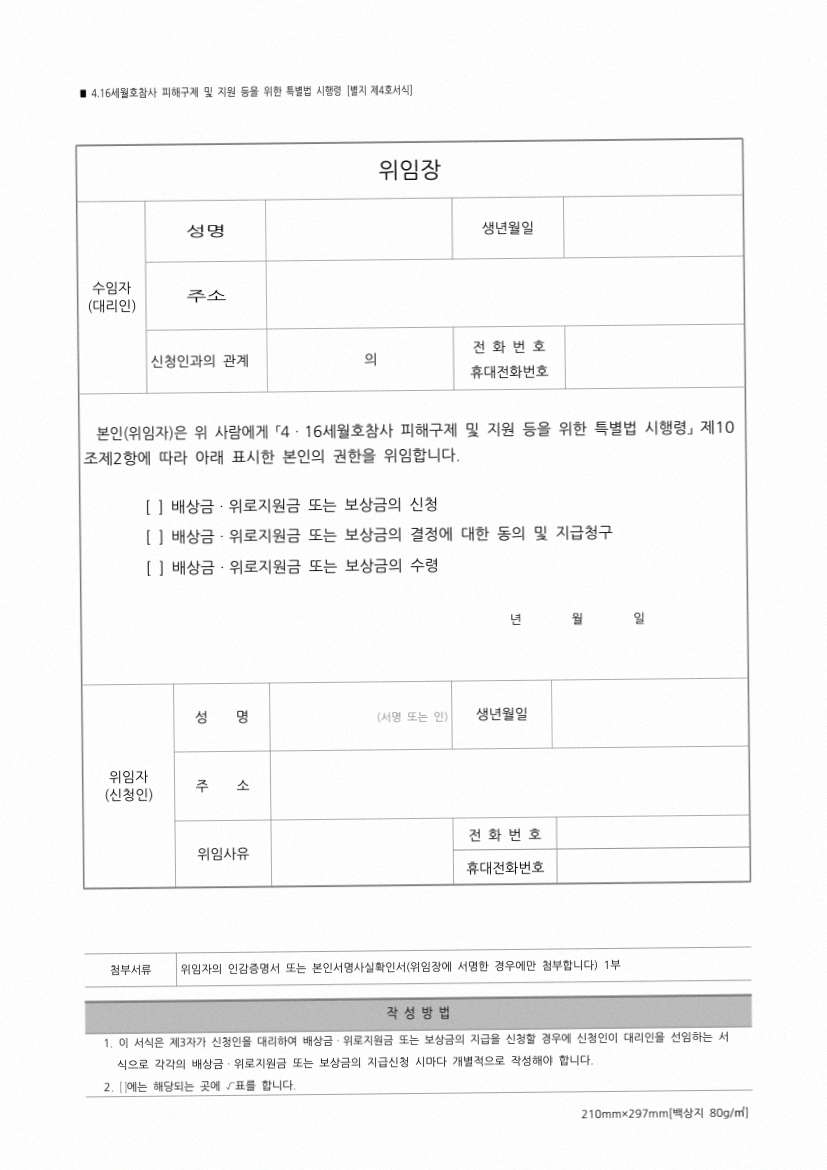 ■ 4.16세월호참사 피해구제 및 지원 등을 위한 특별법 시행령 [별지 제4호서식]
위임장
수임자
(대리인)
성명
생년월일
주소
신청인과의 관계
의
전 화 번 호
휴대전화번호
본인(위임자)은 위 사람에게 「4ㆍ16세월호참사 피해구제 및 지원 등을 위한 특별법 시행령」 제10
조제2항에 따라 아래 표시한 본인의 권한을 위임합니다.
[ ] 배상금ㆍ위로지원금 또는 보상금의 신청
[ ] 배상금ㆍ위로지원금 또는 보상금의 결정에 대한 동의 및 지급청구
[ ] 배상금ㆍ위로지원금 또는 보상금의 수령
년 월 일
위임자
(신청인)
성 명
(서명 또는 인)
생년월일
주 소
위임사유
전 화 번 호
휴대전화번호
첨부서류
위임자의 인감증명서 또는 본인서명사실확인서(위임장에 서명한 경우에만 첨부합니다) 1부
작 성 방 법
1. 이 서식은 제3자가 신청인을 대리하여 배상금ㆍ위로지원금 또는 보상금의 지급을 신청할 경우에 신청인이 대리인을 선임하는 서
식으로 각각의 배상금ㆍ위로지원금 또는 보상금의 지급신청 시마다 개별적으로 작성해야 합니다.
2. [ ]에는 해당되는 곳에 √표를 합니다.
210mm×297mm[백상지 80g/㎡]